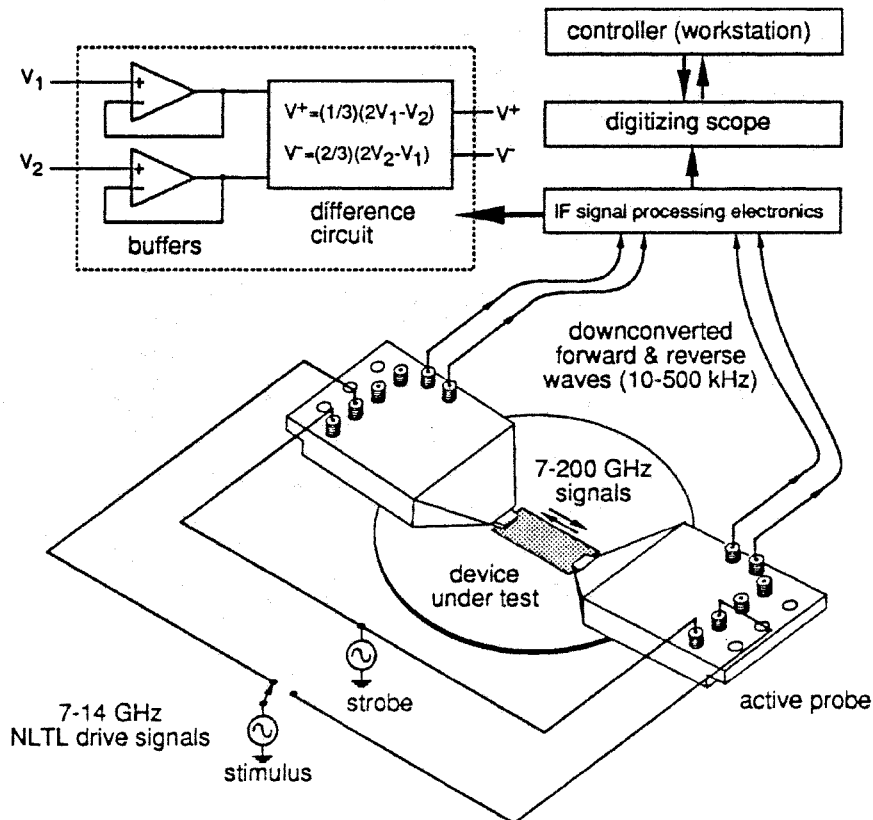 controller (workstation)
V1
V+=(1/3)(2V1-V2)
V+
digitizing scope
V2
V-=(2/3)(2V2-V1)
V-
buffers
difference
circuit
IF signal processing electronics
downconverted
forward & reverse
waves (10-500 kHz)
7-200 GHz
signals
device
under test
active probe
strobe
7-14 GHz
NLTL drive signals
stimulus